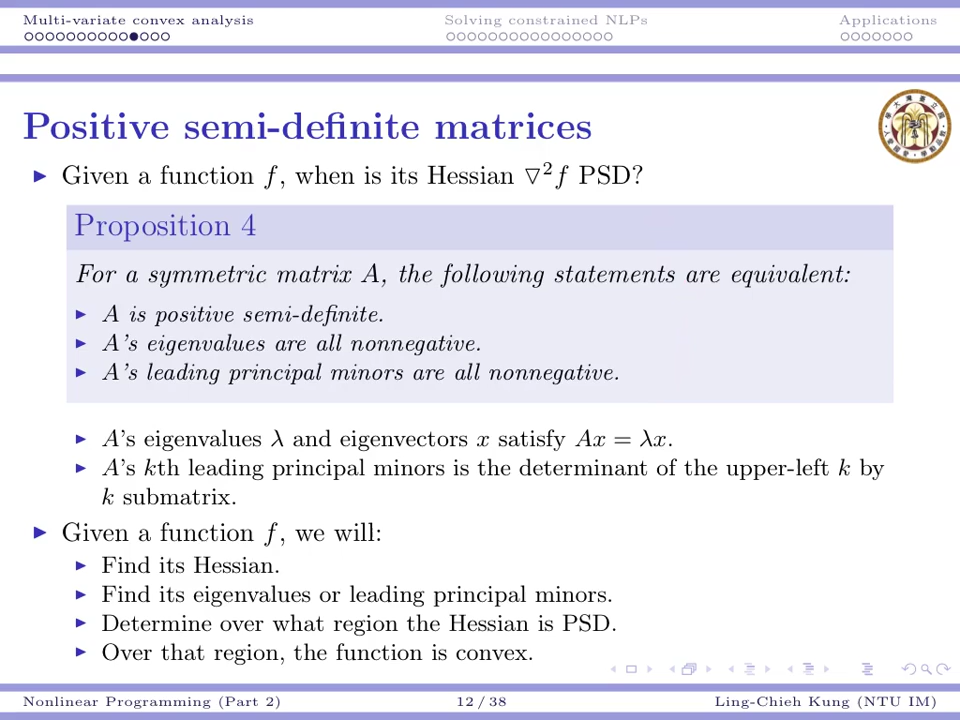 Multi-variate convex analysis Solving constrained NLPs Applications
Positive semi-definite matrices
► Given a function f, when is its Hessian ▽²f PSD?
Proposition 4
For a symmetric matrix A, the following statements are equivalent:
► A is positive semi-definite.
► A's eigenvalues are all nonnegative.
► A's leading principal minors are all nonnegative.
► A's eigenvalues λ and eigenvectors x satisfy Ax = λx.
► A's kth leading principal minors is the determinant of the upper-left k by
k submatrix.
► Given a function f, we will:
► Find its Hessian.
► Find its eigenvalues or leading principal minors.
► Determine over what region the Hessian is PSD.
► Over that region, the function is convex.
Nonlinear Programming (Part 2) 12 / 38 Ling-Chieh Kung (NTU IM)